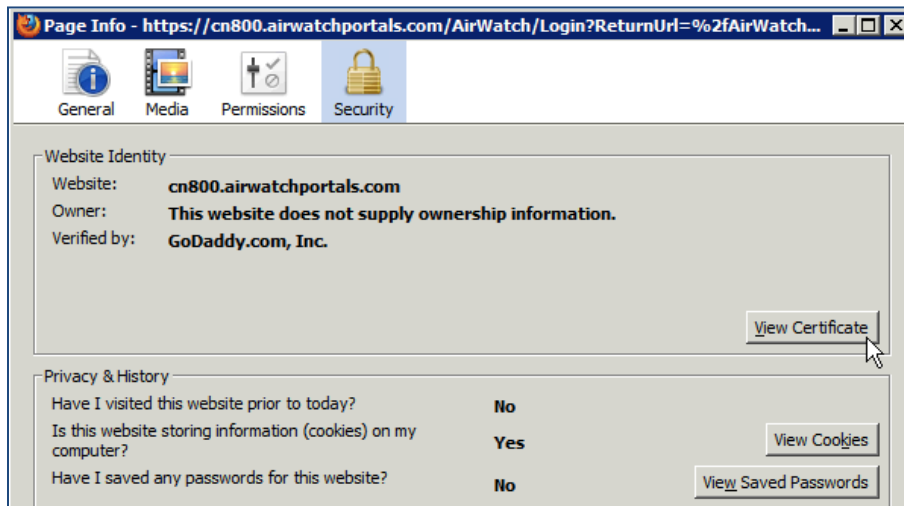 Page Info - https://cn800.airwatchportals.com/AirWatch/Login?ReturnUrl=%2fAirWatch...
General Media Permissions Security
Website Identity
Website: cn800.airwatchportals.com
Owner: This website does not supply ownership information.
Verified by: GoDaddy.com, Inc.
View Certificate
Privacy & History
Have I visited this website prior to today? No
Is this website storing information (cookies) on my
computer? Yes View Cookies
Have I saved any passwords for this website? No View Saved Passwords